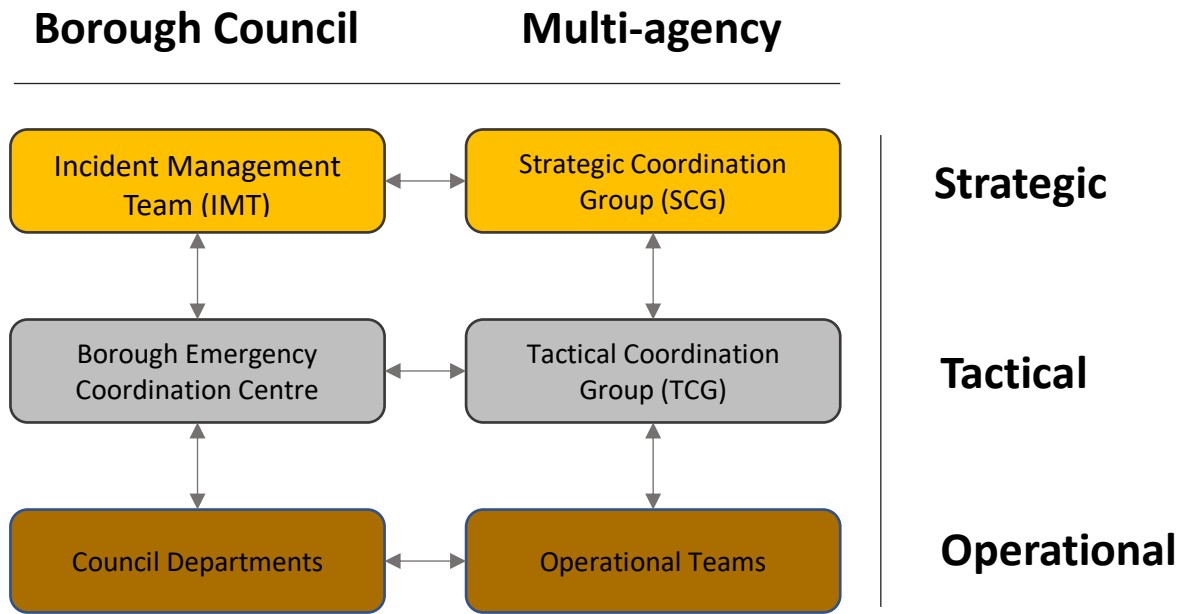 Borough Council
Multi-agency
Incident Management
Team (IMT)
Strategic Coordination
Group (SCG)
Strategic
Borough Emergency
Coordination Centre
Tactical Coordination
Group (TCG)
Tactical
Council Departments
Operational Teams
Operational